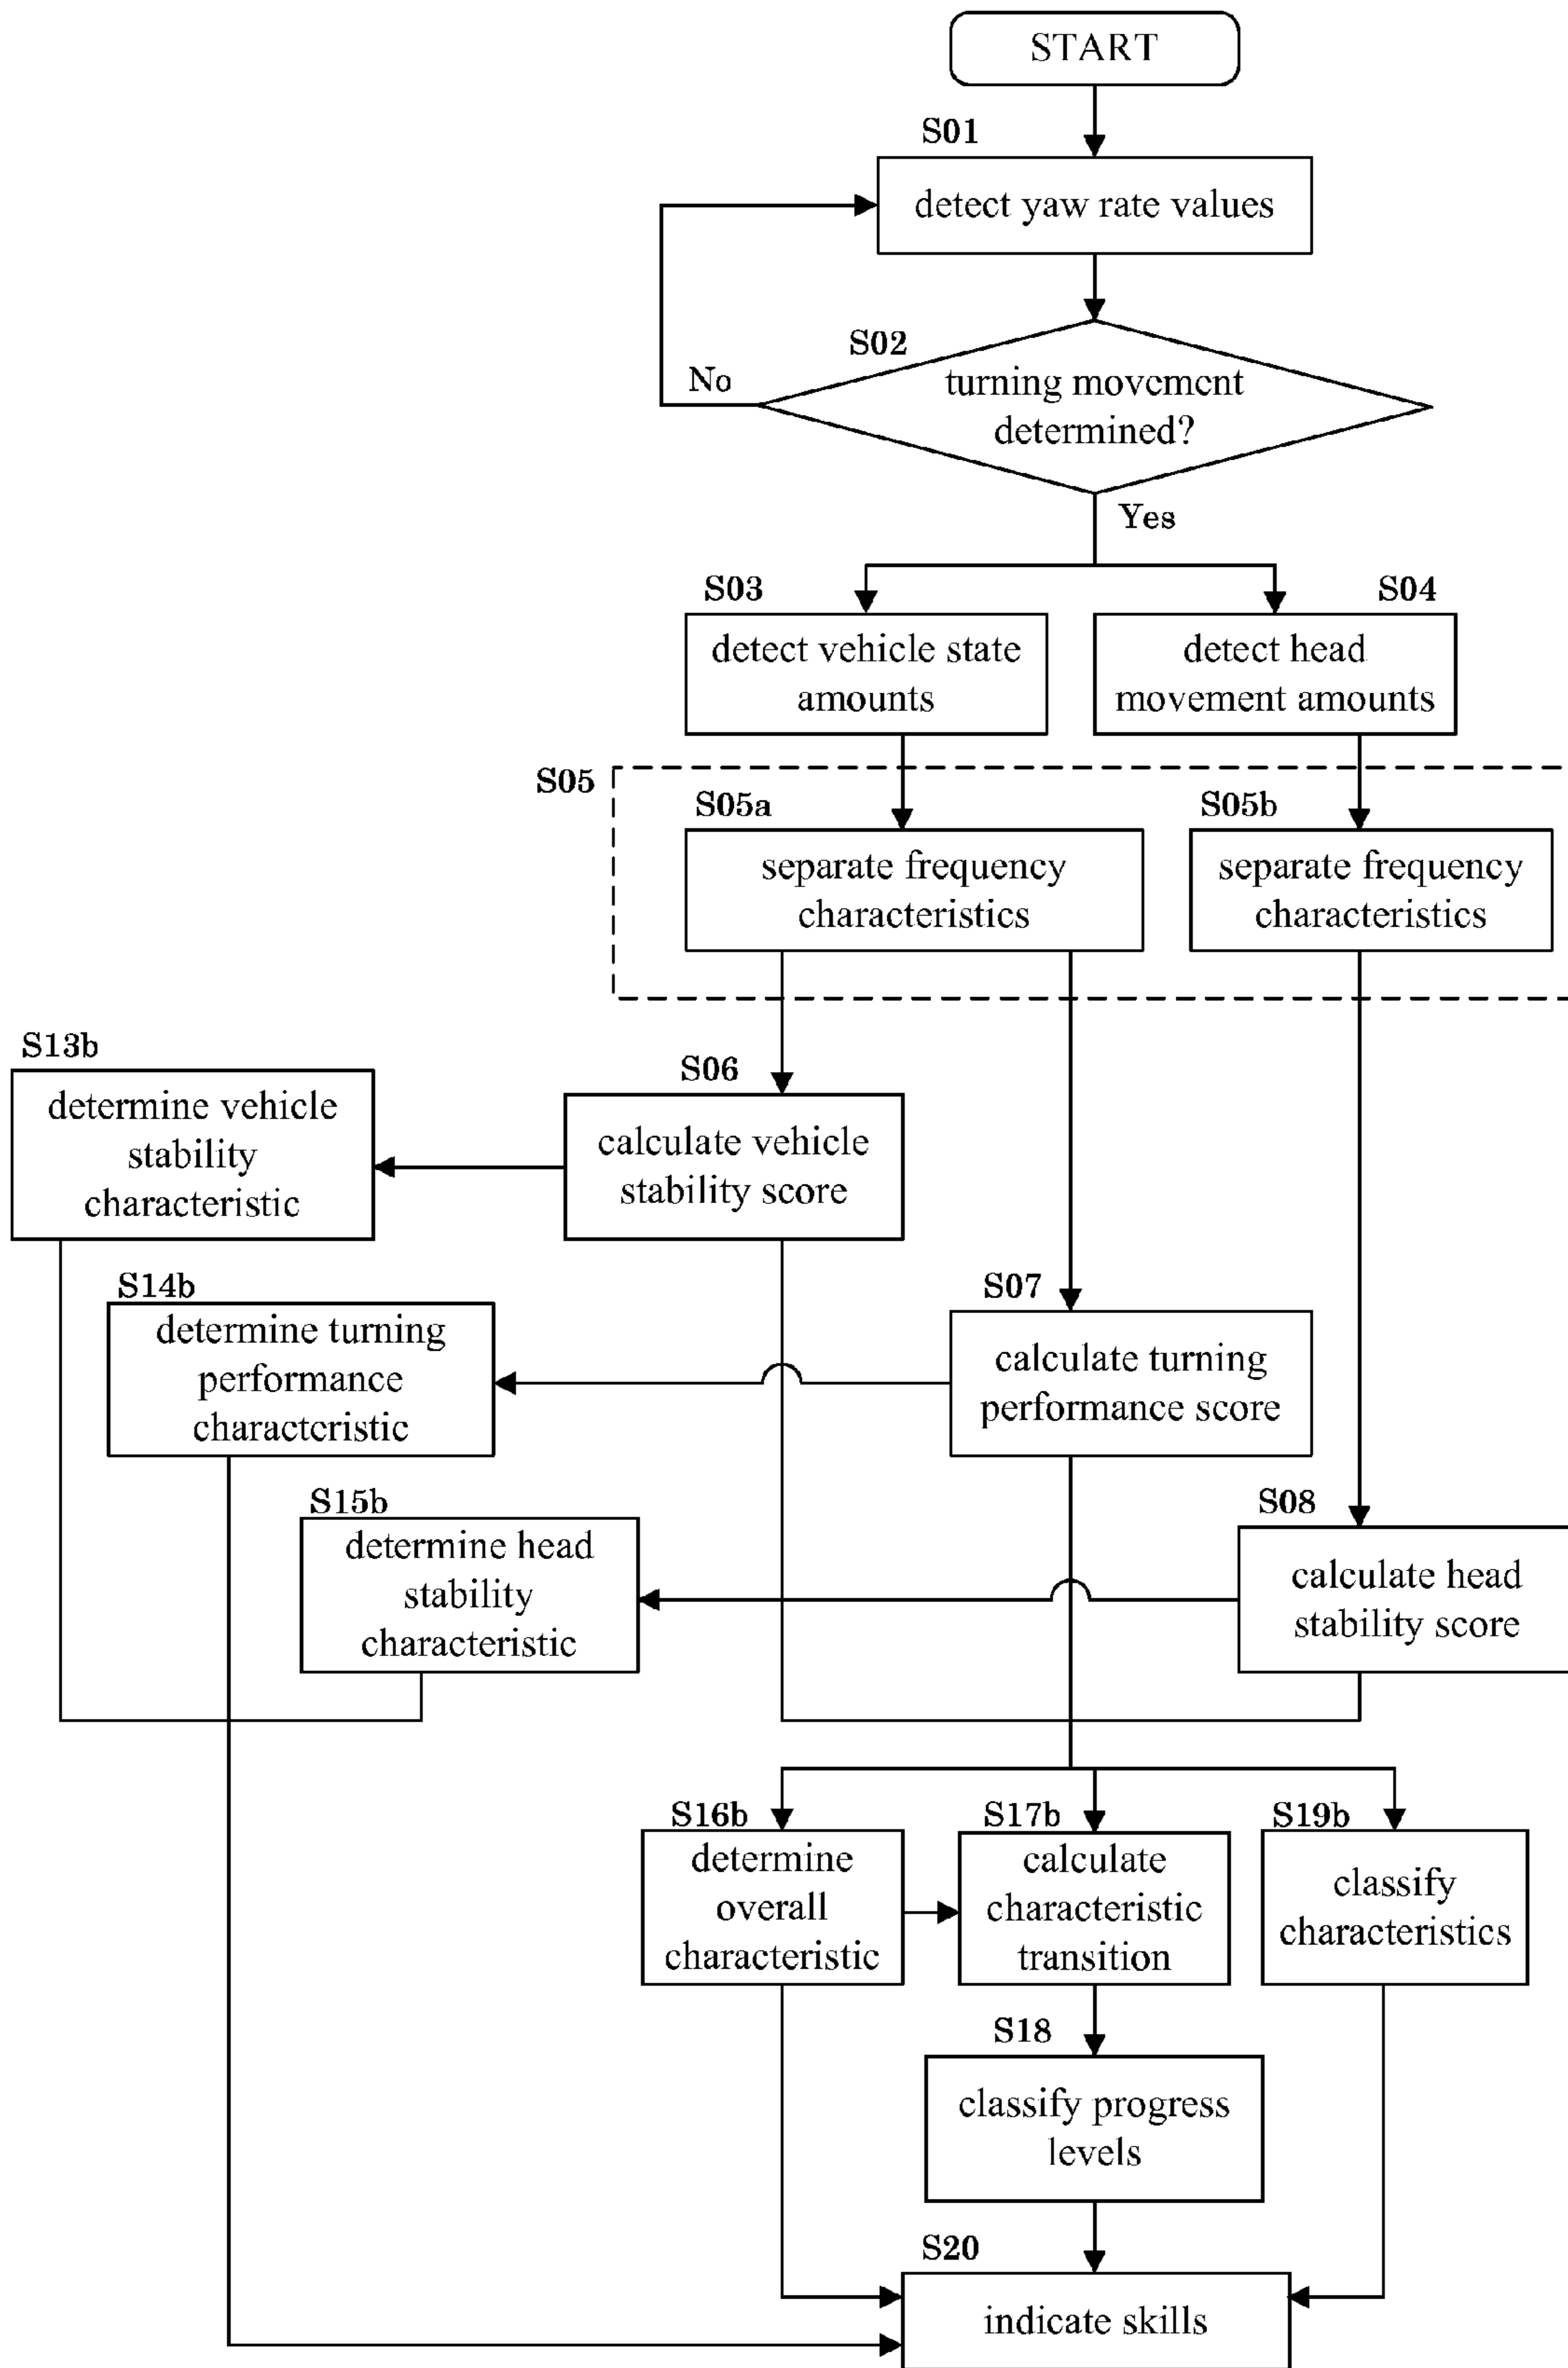 START
S01
detect yaw rate values
S02
No
turning movement
determined?
Yes
S03
detect vehicle state
amounts
S04
detect head
movement amounts
S05
S05a
separate frequency
characteristics
S05b
separate frequency
characteristics
S13b
determine vehicle
stability
characteristic
S06
calculate vehicle
stability score
S14b
determine turning
performance
characteristic
S07
calculate turning
performance score
S15b
determine head
stability
characteristic
S08
calculate head
stability score
S16b
determine
overall
characteristic
S17b
calculate
characteristic
transition
S19b
classify
characteristics
S18
classify progress
levels
S20
indicate skills